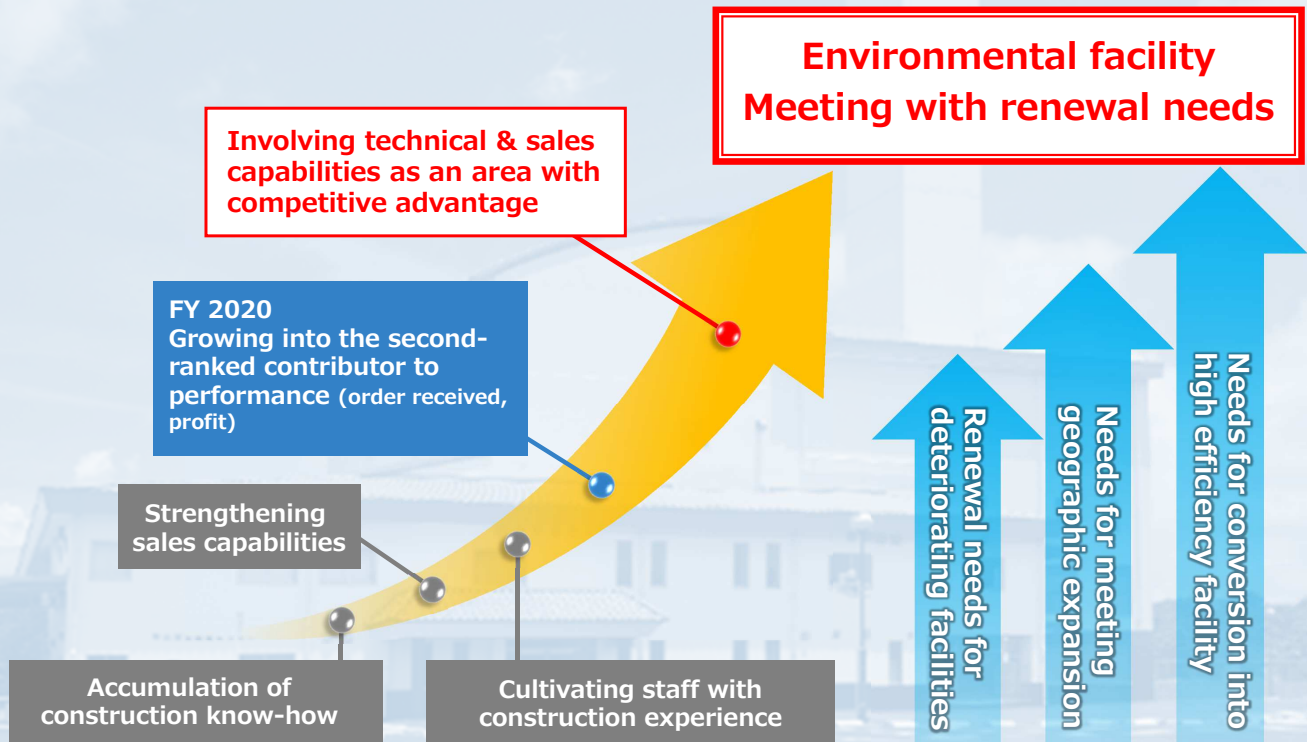 Environmental facility
Meeting with renewal needs
Involving technical & sales
capabilities as an area with
competitive advantage
FY 2020
Growing into the second-
ranked contributor to
performance (order received,
profit)
Strengthening
sales capabilities
Accumulation of
construction know-how
Cultivating staff with
construction experience
Renewal needs for
deteriorating facilities
Needs for meeting
geographic expansion
Needs for conversion into
high efficiency facility